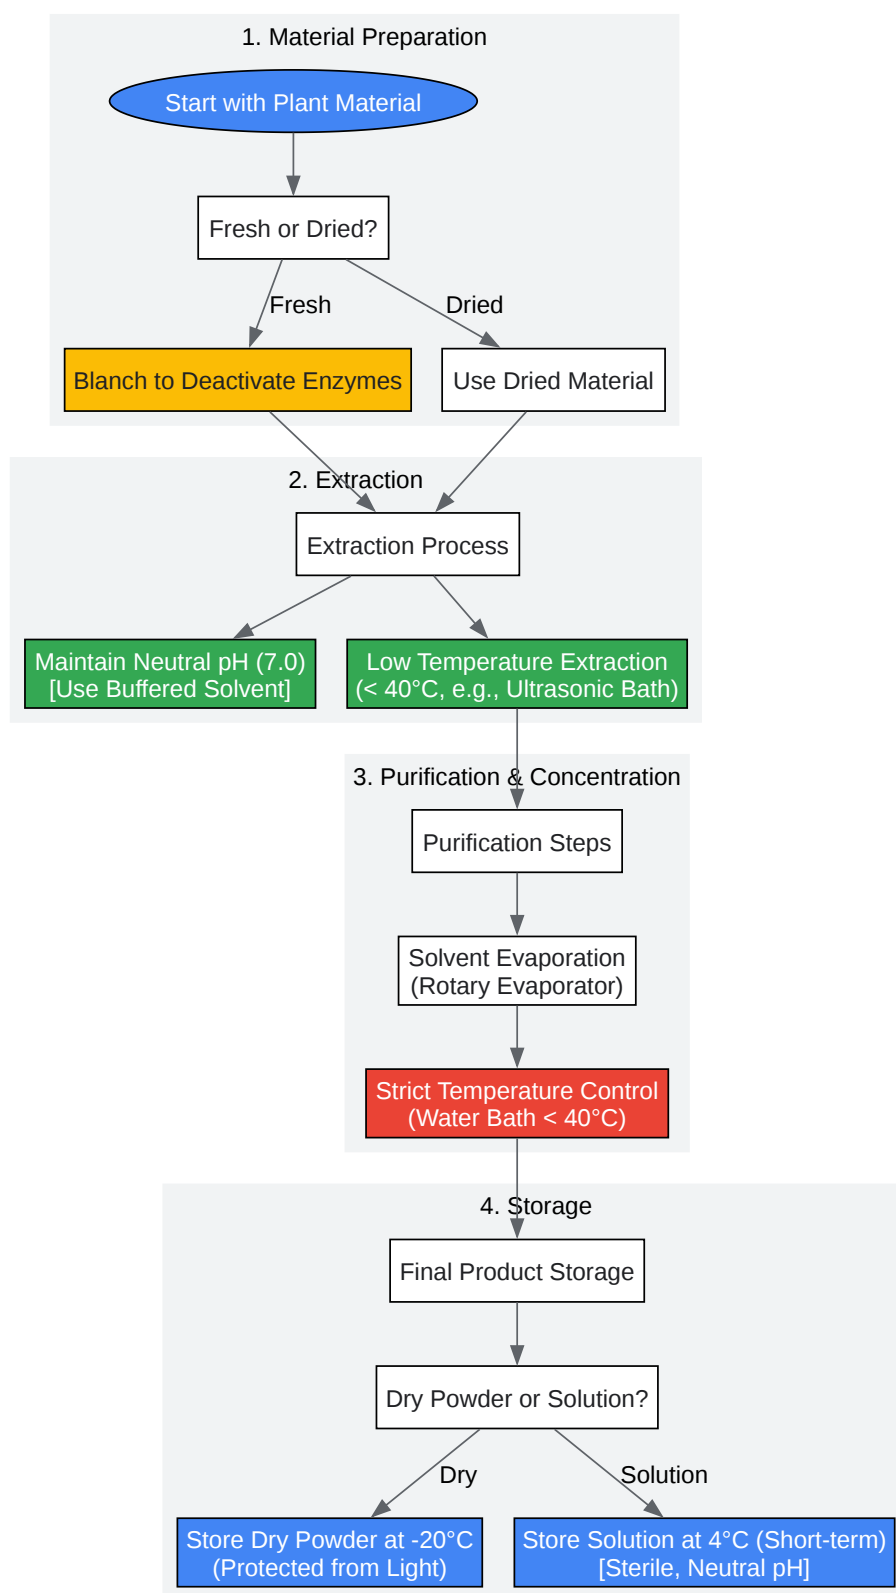 1. Material Preparation
Start with Plant Material
Fresh or Dried?
Fresh
Dried
Blanch to Deactivate Enzymes
Use Dried Material
2. Extraction
Extraction Process
Maintain Neutral pH (7.0)
[Use Buffered Solvent]
Low Temperature Extraction
(< 40°C, e.g., Ultrasonic Bath)
3. Purification & Concentration
Purification Steps
Solvent Evaporation
(Rotary Evaporator)
Strict Temperature Control
(Water Bath < 40°C)
4. Storage
Final Product Storage
Dry Powder or Solution?
Dry
Solution
Store Dry Powder at -20°C
(Protected from Light)
Store Solution at 4°C (Short-term)
[Sterile, Neutral pH]